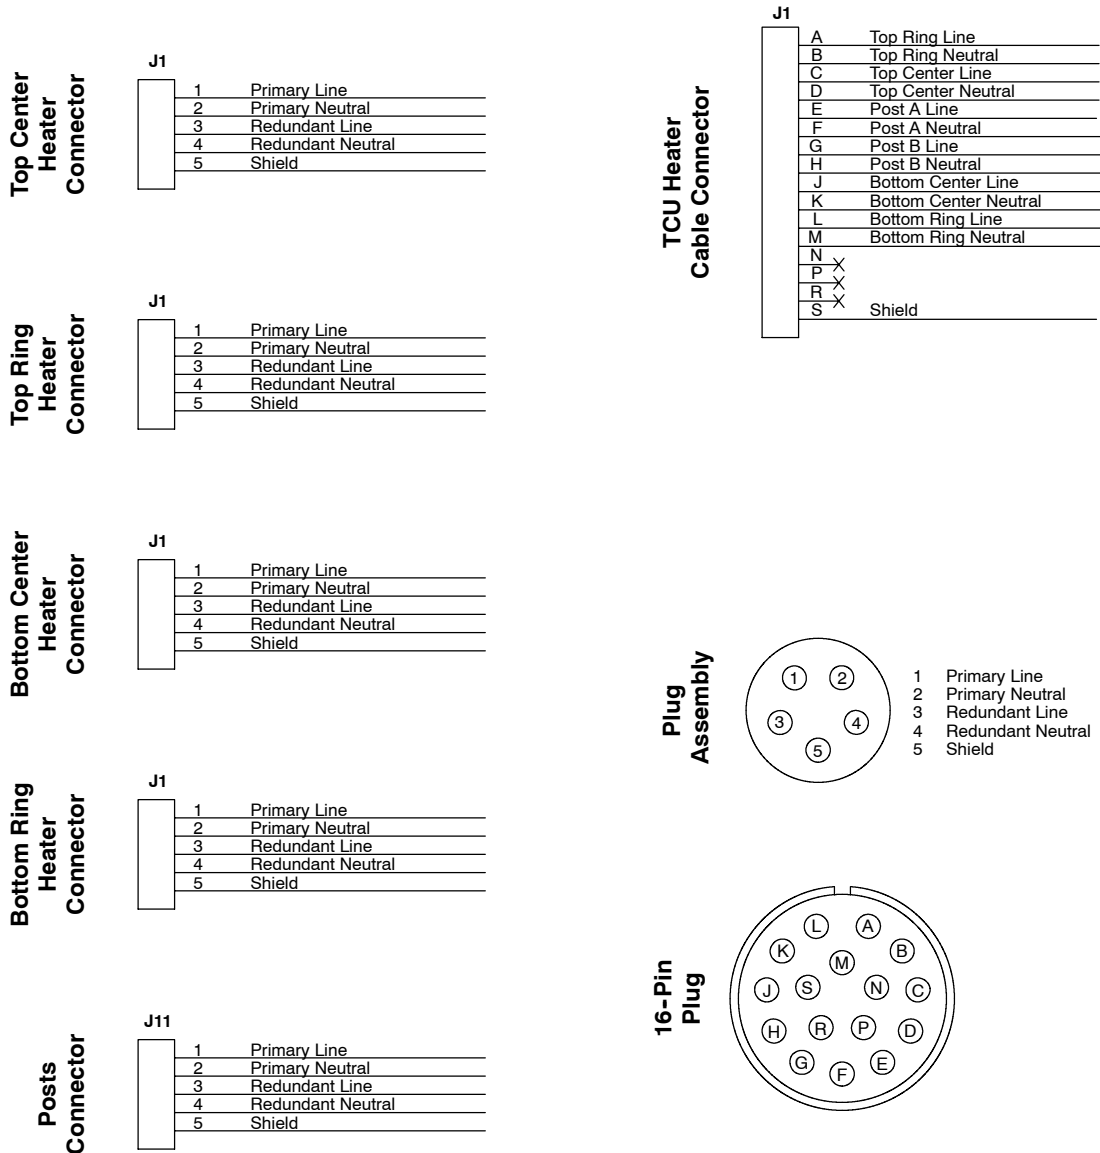 Top Center
Heater
Connector
J1
1 Primary Line
2 Primary Neutral
3 Redundant Line
4 Redundant Neutral
5 Shield
Top Ring
Heater
Connector
J1
1 Primary Line
2 Primary Neutral
3 Redundant Line
4 Redundant Neutral
5 Shield
Bottom Center
Heater
Connector
J1
1 Primary Line
2 Primary Neutral
3 Redundant Line
4 Redundant Neutral
5 Shield
Bottom Ring
Heater
Connector
J1
1 Primary Line
2 Primary Neutral
3 Redundant Line
4 Redundant Neutral
5 Shield
Posts
Connector
J11
1 Primary Line
2 Primary Neutral
3 Redundant Line
4 Redundant Neutral
5 Shield
TCU Heater
Cable Connector
J1
A Top Ring Line
B Top Ring Neutral
C Top Center Line
D Top Center Neutral
E Post A Line
F Post A Neutral
G Post B Line
H Post B Neutral
J Bottom Center Line
K Bottom Center Neutral
L Bottom Ring Line
M Bottom Ring Neutral
N
P
R
S Shield
Plug
Assembly
1 2
3 4
5
1 Primary Line
2 Primary Neutral
3 Redundant Line
4 Redundant Neutral
5 Shield
16-Pin
Plug
L A
K B
M
J S N C
H R P D
G E
F